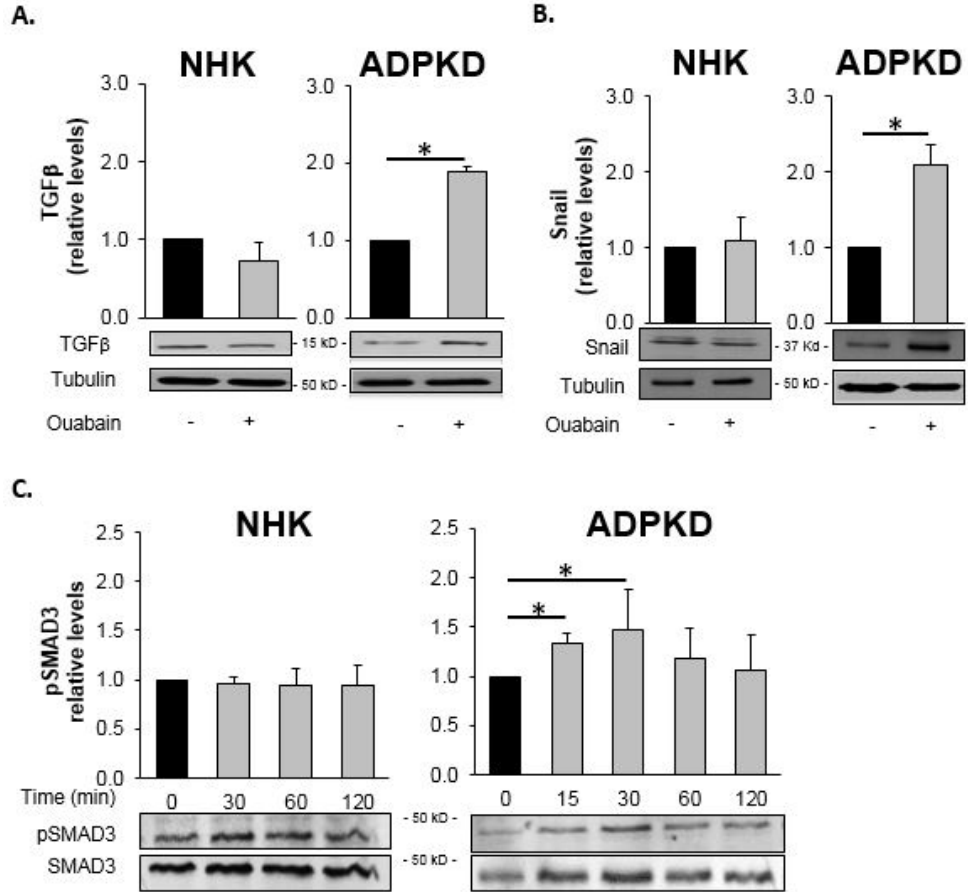 A.
NHK ADPKD
TGFβ
(relative levels)
3.0 3.0
2.0 2.0
* 
1.0 1.0
0.0 0.0
TGFβ - 15 kD -
Tubulin - 50 kD -
Ouabain - + - +
B.
NHK ADPKD
Snail
(relative levels)
3.0 3.0
*
2.0 2.0
1.0 1.0
0.0 0.0
Snail - 37 Kd -
Tubulin - 50 kD -
Ouabain - + - +
C.
NHK ADPKD
pSMAD3
relative levels
2.5 2.5
2.0 2.0
*
1.5 1.5
*
1.0 1.0
0.5 0.5
0.0 0.0
Time (min) 0 30 60 120 0 15 30 60 120
pSMAD3 - 50 kD -
SMAD3 - 50 kD -